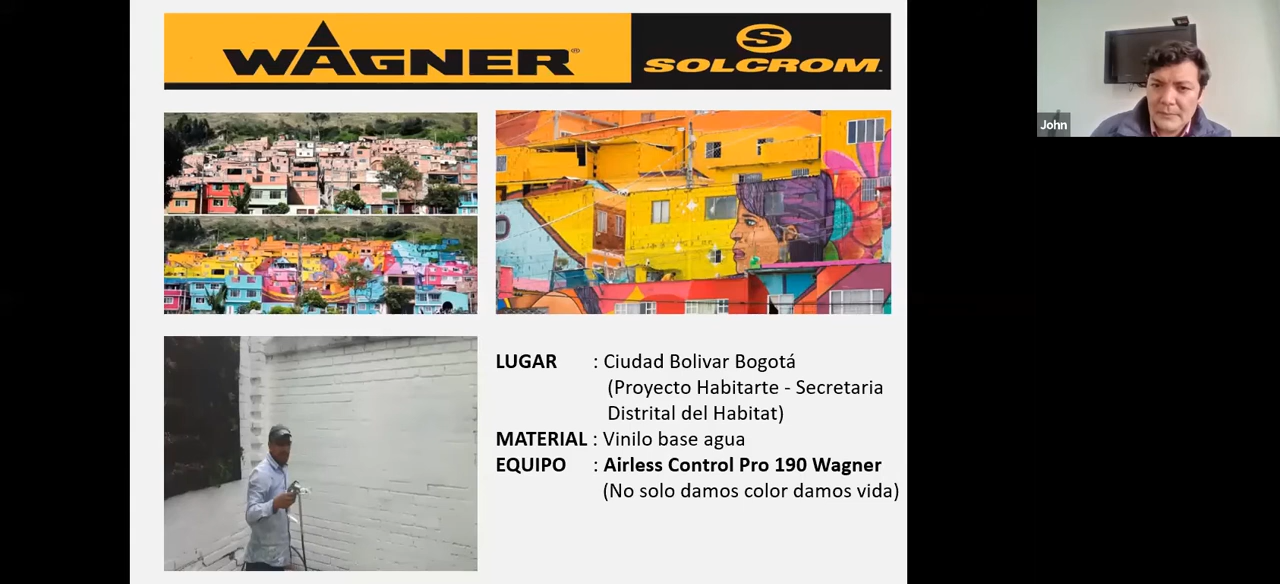 WAGNER®
SOLCROM
John
LUGAR : Ciudad Bolivar Bogotá
(Proyecto Habitarte - Secretaria
Distrital del Habitat)
MATERIAL : Vinilo base agua
EQUIPO : Airless Control Pro 190 Wagner
(No solo damos color damos vida)